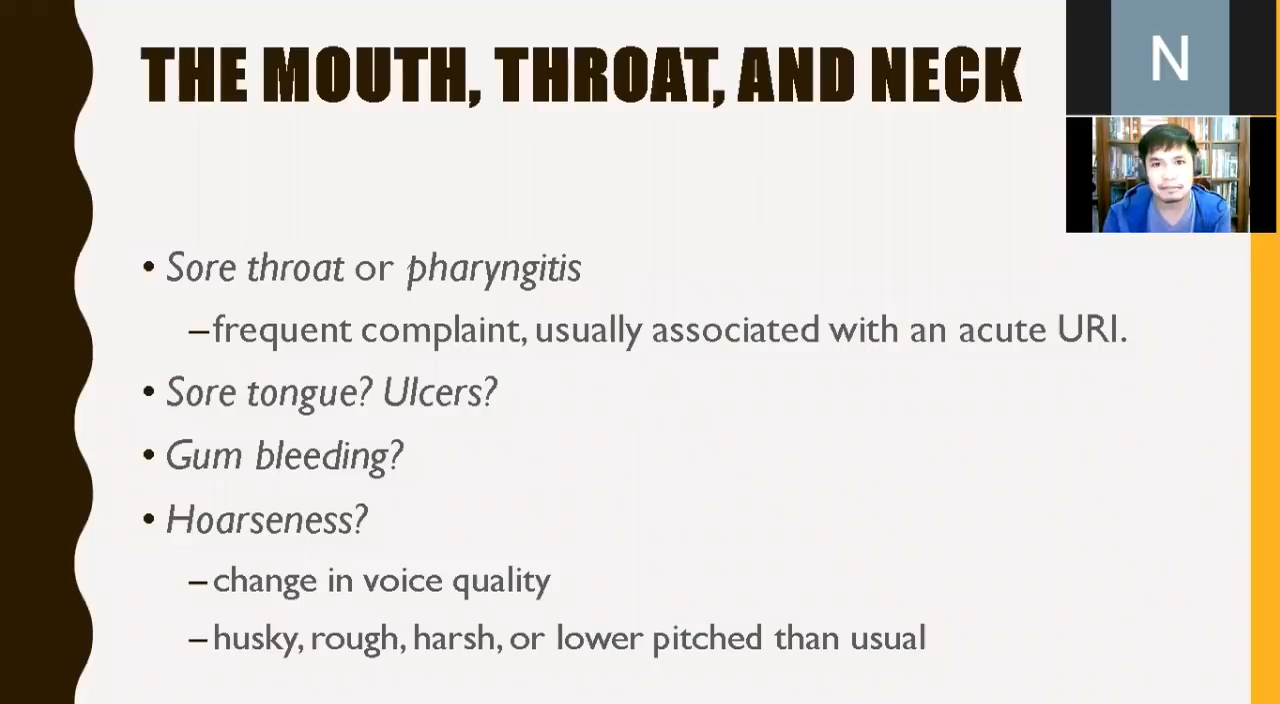 THE MOUTH, THROAT, AND NECK
N
• Sore throat or pharyngitis
–frequent complaint, usually associated with an acute URI.
• Sore tongue? Ulcers?
• Gum bleeding?
• Hoarseness?
–change in voice quality
–husky, rough, harsh, or lower pitched than usual